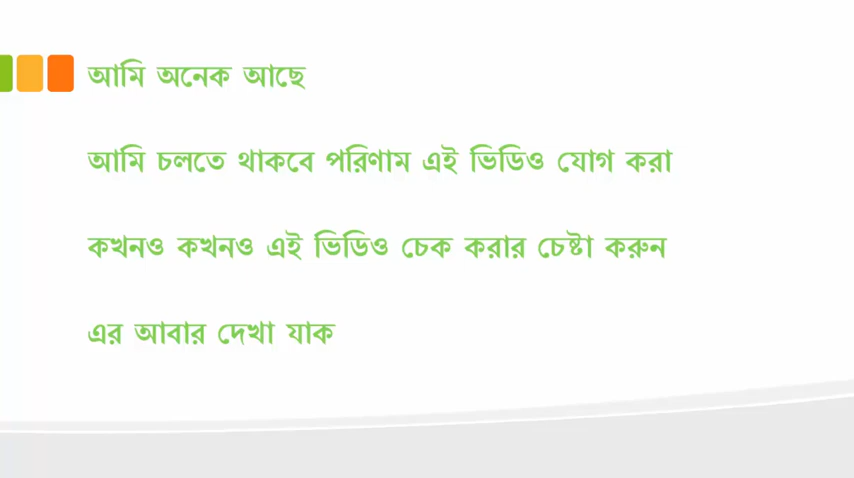 আমি অনেক আছে
আমি চলতে থাকবে পরিণাম এই ভিডিও যোগ করা
কখনও কখনও এই ভিডিও চেক করার চেষ্টা করুন
এর আবার দেখা যাক